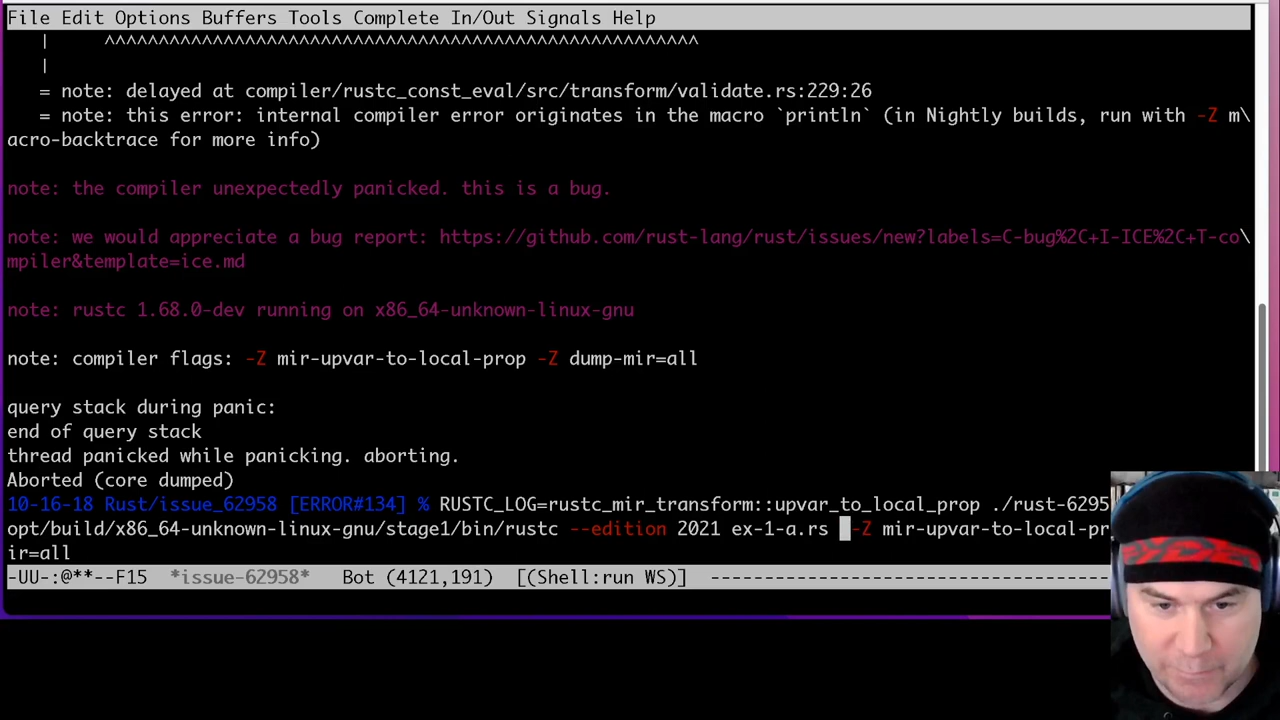 File Edit Options Buffers Tools Complete In/Out Signals Help
|     ^^^^^^^^^^^^^^^^^^^^^^^^^^^^^^^^^^^^^^^^^^^^^^^^^^^^^^^
|
= note: delayed at compiler/rustc_const_eval/src/transform/validate.rs:229:26
= note: this error: internal compiler error originates in the macro `println` (in Nightly builds, run with -Z m\
acro-backtrace for more info)
note: the compiler unexpectedly panicked. this is a bug.
note: we would appreciate a bug report: https://github.com/rust-lang/rust/issues/new?labels=C-bug%2C+I-ICE%2C+T-co\
mpiler&template=ice.md
note: rustc 1.68.0-dev running on x86_64-unknown-linux-gnu
note: compiler flags: -Z mir-upvar-to-local-prop -Z dump-mir=all
query stack during panic:
end of query stack
thread panicked while panicking. aborting.
Aborted (core dumped)
10-16-18 Rust/issue_62958 [ERROR#134] % RUSTC_LOG=rustc_mir_transform::upvar_to_local_prop ./rust-6295
opt/build/x86_64-unknown-linux-gnu/stage1/bin/rustc --edition 2021 ex-1-a.rs -Z mir-upvar-to-local-pr
ir=all
-UU-:@**--F15  *issue-62958*   Bot (4121,191)  [(Shell:run WS)] -------------------------------------